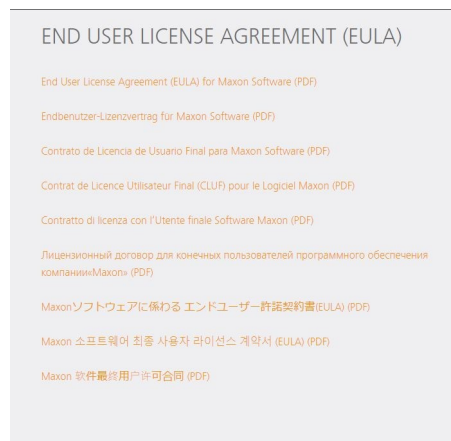 END USER LICENSE AGREEMENT (EULA)
End User License Agreement (EULA) for Maxon Software (PDF)
Endbenutzer-Lizenzvertrag für Maxon Software (PDF)
Contrato de Licencia de Usuario Final para Maxon Software (PDF)
Contrat de Licence Utilisateur Final (CLUF) pour le Logiciel Maxon (PDF)
Contratto di licenza con l'Utente finale Software Maxon (PDF)
Лицензионный договор для конечных пользователей программного обеспечения
компании«Maxon» (PDF)
Maxonソフトウェアに係わる エンドユーザー許諾契約書(EULA) (PDF)
Maxon 소프트웨어 최종 사용자 라이선스 계약서 (EULA) (PDF)
Maxon 软件最终用户许可合同 (PDF)